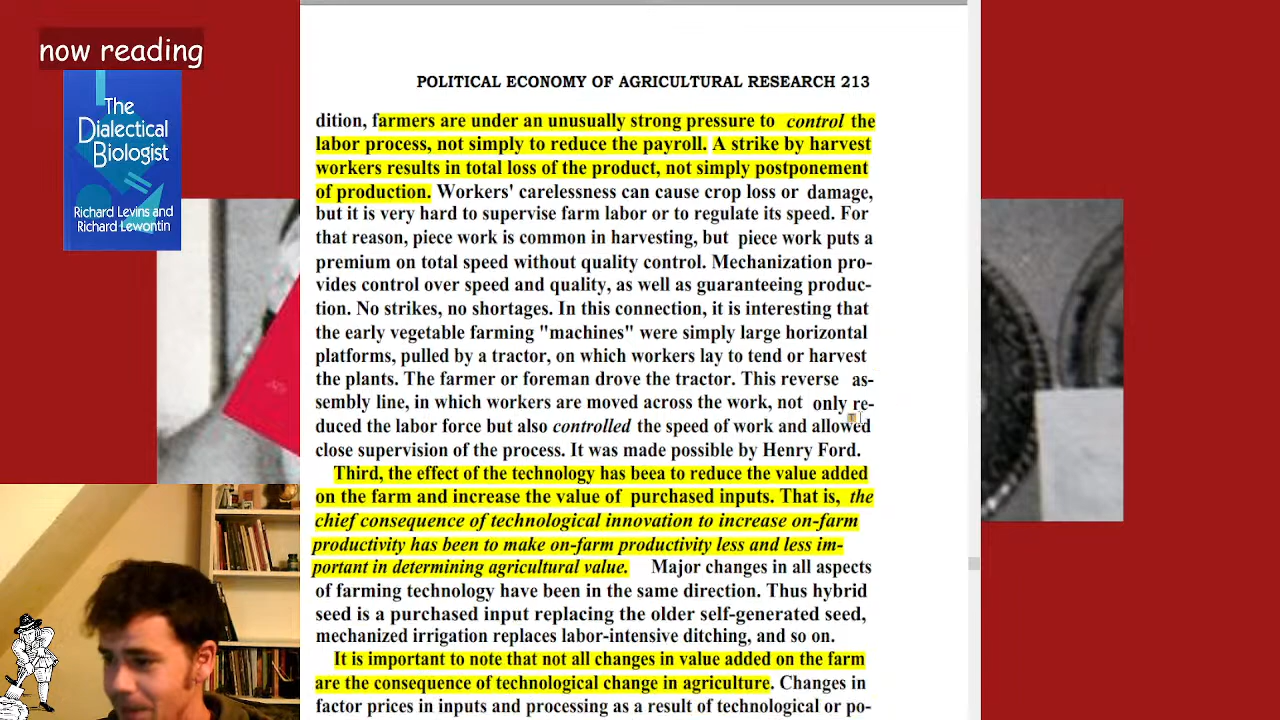 now reading
The
Dialectical
Biologist
Richard Levins and
Richard Lewontin
POLITICAL ECONOMY OF AGRICULTURAL RESEARCH 213
dition, farmers are under an unusually strong pressure to control the
labor process, not simply to reduce the payroll. A strike by harvest
workers results in total loss of the product, not simply postponement
of production. Workers' carelessness can cause crop loss or damage,
but it is very hard to supervise farm labor or to regulate its speed. For
that reason, piece work is common in harvesting, but piece work puts a
premium on total speed without quality control. Mechanization pro-
vides control over speed and quality, as well as guaranteeing produc-
tion. No strikes, no shortages. In this connection, it is interesting that
the early vegetable farming "machines" were simply large horizontal
platforms, pulled by a tractor, on which workers lay to tend or harvest
the plants. The farmer or foreman drove the tractor. This reverse as-
sembly line, in which workers are moved across the work, not only re-
duced the labor force but also controlled the speed of work and allowed
close supervision of the process. It was made possible by Henry Ford.
Third, the effect of the technology has beea to reduce the value added
on the farm and increase the value of purchased inputs. That is, the
chief consequence of technological innovation to increase on-farm
productivity has been to make on-farm productivity less and less im-
portant in determining agricultural value. Major changes in all aspects
of farming technology have been in the same direction. Thus hybrid
seed is a purchased input replacing the older self-generated seed,
mechanized irrigation replaces labor-intensive ditching, and so on.
It is important to note that not all changes in value added on the farm
are the consequence of technological change in agriculture. Changes in
factor prices in inputs and processing as a result of technological or po-